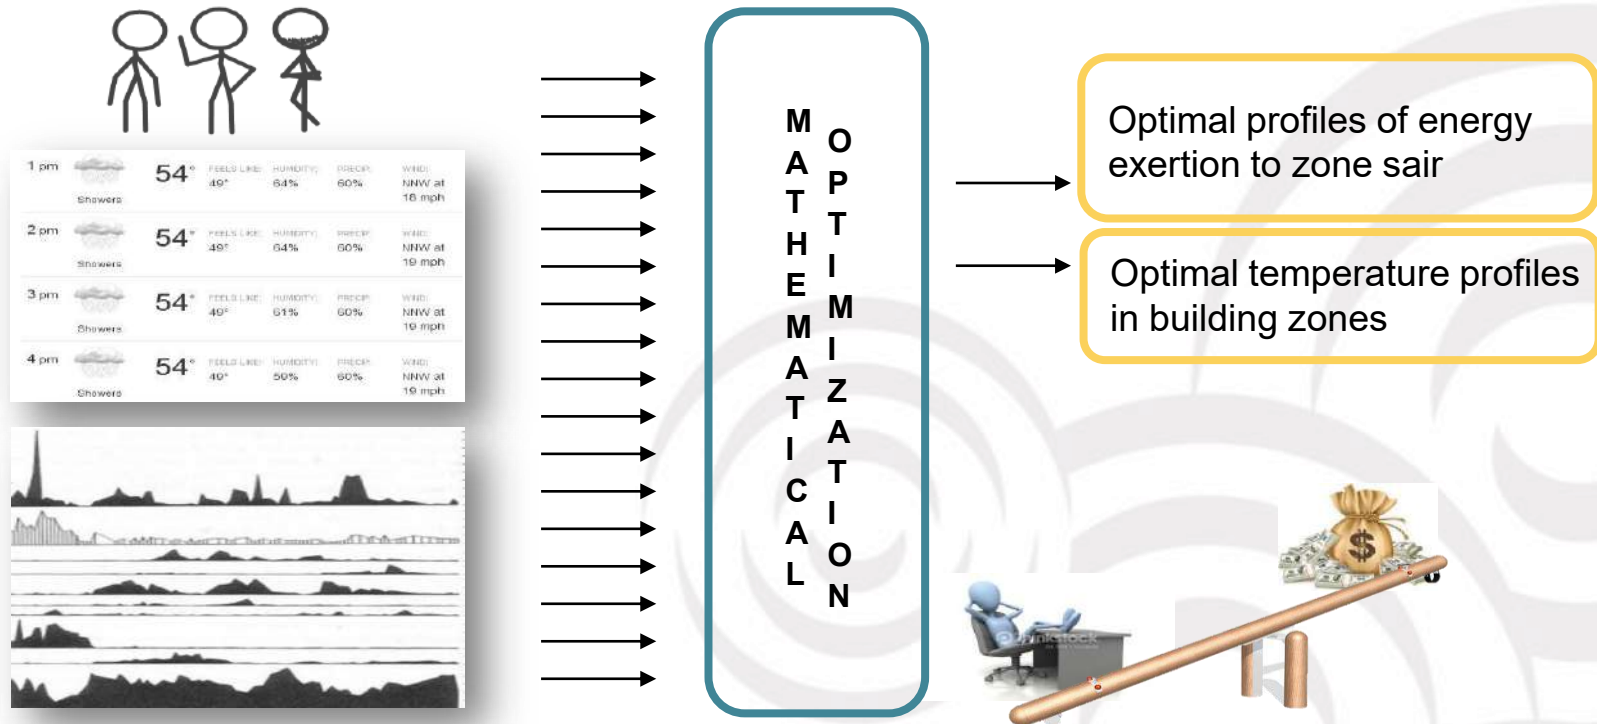 1 pm
54°
FEELS LIKE:
HUMIDITY:
PRECIP:
WIND:
49°
64%
60%
NNW at
18 mph
Showers
2 pm
54°
FEELS LIKE:
HUMIDITY:
PRECIP:
WIND:
49°
64%
60%
NNW at
19 mph
Showers
3 pm
54°
FEELS LIKE:
HUMIDITY:
PRECIP:
WIND:
49°
61%
60%
NNW at
19 mph
Showers
4 pm
54°
FEELS LIKE:
HUMIDITY:
PRECIP:
WIND:
49°
59%
60%
NNW at
19 mph
Showers
MATHEMATICAL
OPTIMIZATION
Optimal profiles of energy
exertion to zone sair
Optimal temperature profiles
in building zones
$